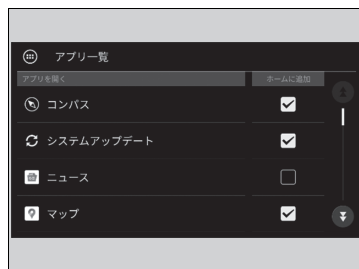 アプリ一覧
アプリを開く ホームに追加
コンパス
システムアップデート
ニュース
マップ